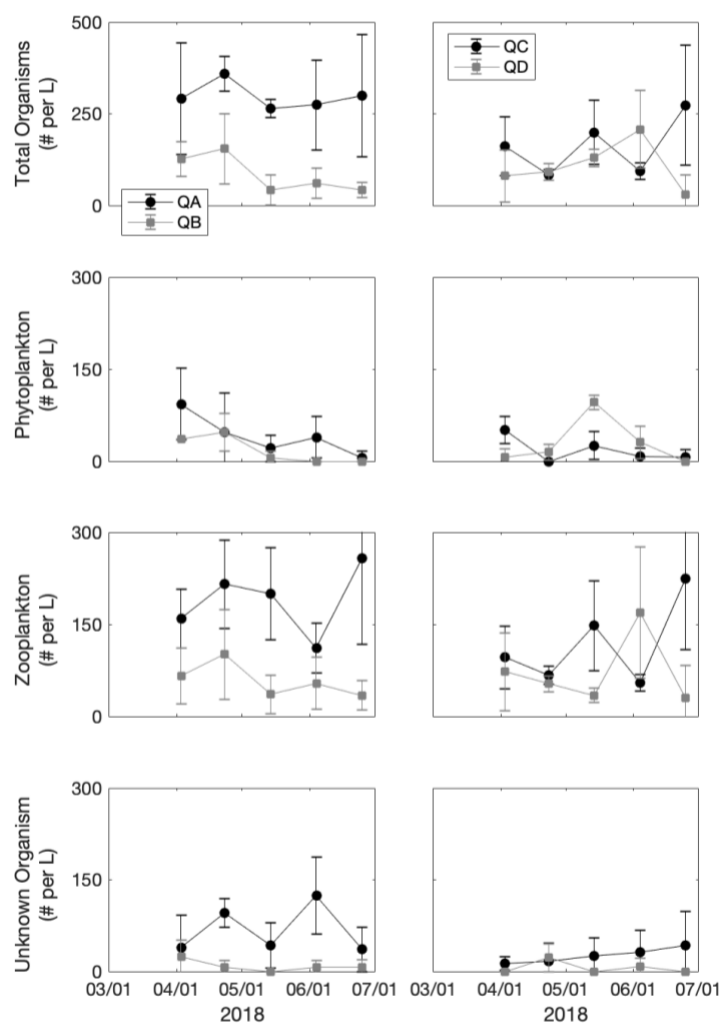 500
250
0
Total Organisms
(# per L)
QA
QB
QC
QD
300
150
0
Phytoplankton
(# per L)
300
150
0
Zooplankton
(# per L)
300
150
0
Unknown Organism
(# per L)
03/01 04/01 05/01 06/01 07/01
2018
03/01 04/01 05/01 06/01 07/01
2018